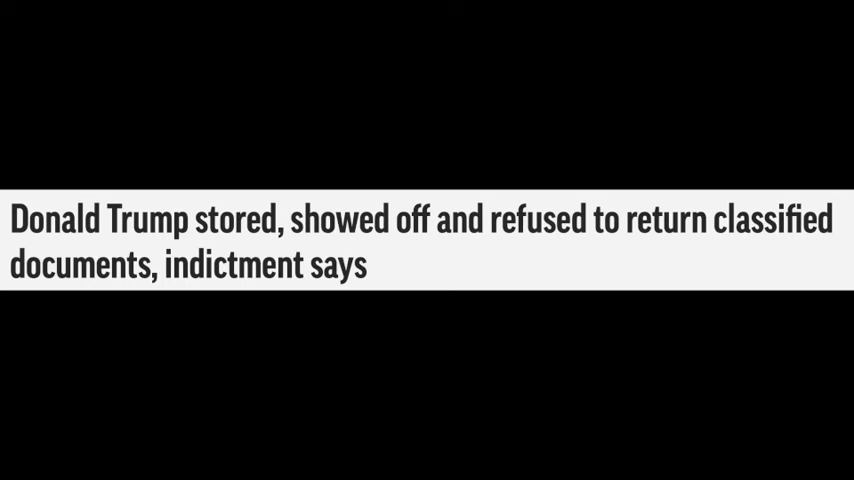 Donald Trump stored, showed off and refused to return classified
documents, indictment says